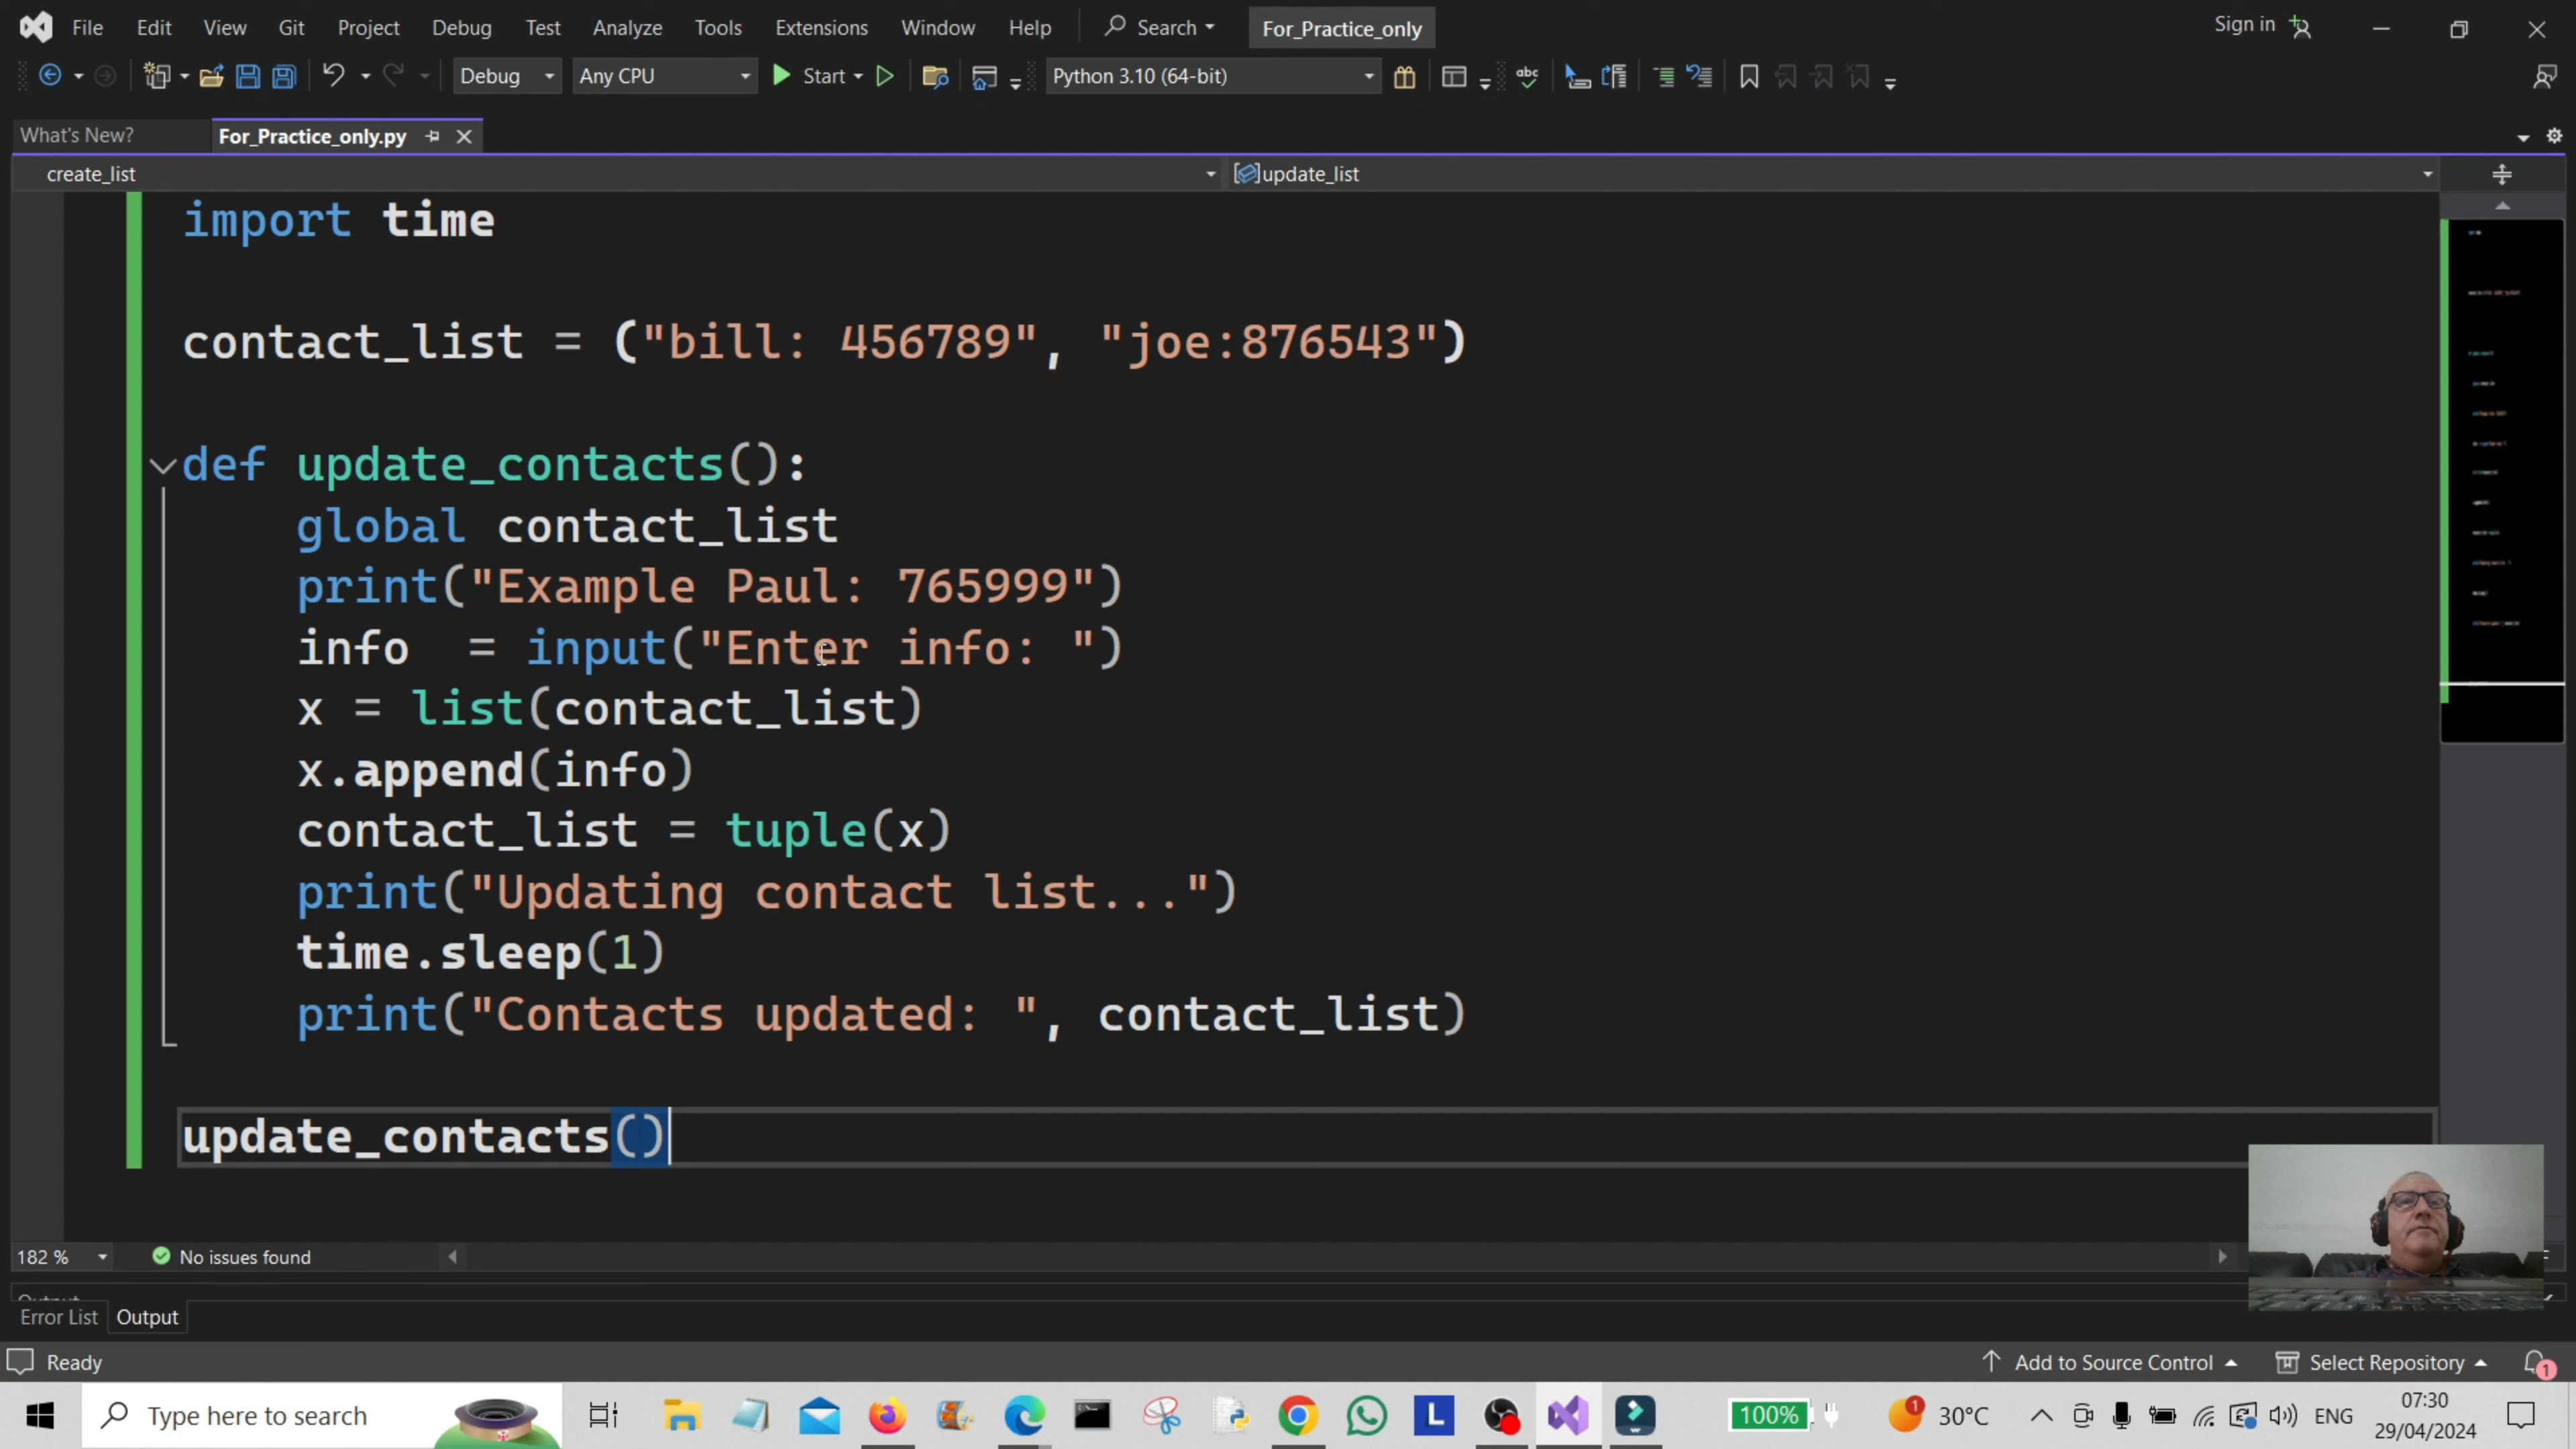 File Edit View Git Project Debug Test Analyze Tools Extensions Window Help Search For_Practice_only Sign in
Debug Any CPU Start Python 3.10 (64-bit) abc
What's New? For_Practice_only.py
create_list update_list
import time
contact_list = ("bill: 456789", "joe:876543")
def update_contacts():
global contact_list
print("Example Paul: 765999")
info  = input("Enter info: ")
x = list(contact_list)
x.append(info)
contact_list = tuple(x)
print("Updating contact list...")
time.sleep(1)
print("Contacts updated: ", contact_list)
update_contacts()
182 % No issues found
Output
Error List Output
Ready Add to Source Control Select Repository 1
Type here to search L 100% 1 30°C ENG 07:30
29/04/2024